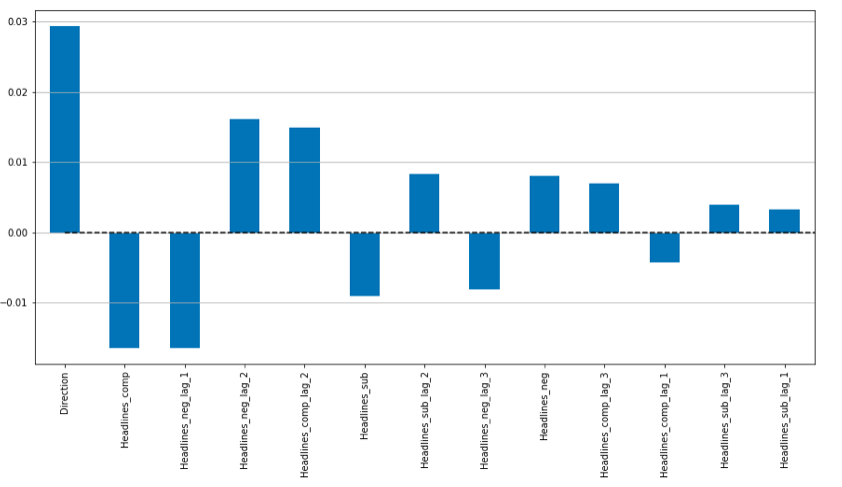 0.03
0.02
0.01
0.00
−0.01
Direction
Headlines_comp
Headlines_neg_lag_1
Headlines_neg_lag_2
Headlines_comp_lag_2
Headlines_sub
Headlines_sub_lag_2
Headlines_neg_lag_3
Headlines_neg
Headlines_comp_lag_3
Headlines_comp_lag_1
Headlines_sub_lag_3
Headlines_sub_lag_1